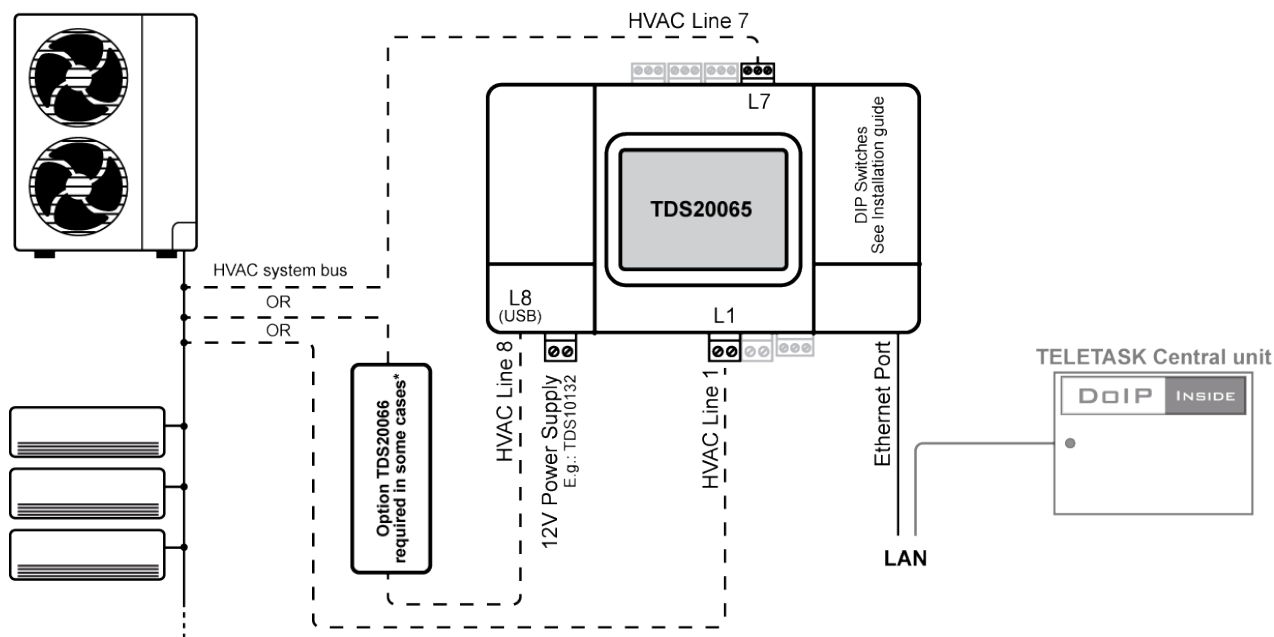 HVAC Line 7
L7
TDS20065
DIP Switches
See Installation guide
HVAC system bus
OR
OR
L8
(USB)
L1
HVAC Line 8
12V Power Supply
E.g.: TDS10132
HVAC Line 1
Ethernet Port
Option TDS20066
required in some cases*
LAN
TELETASK Central unit
DoIP INSIDE